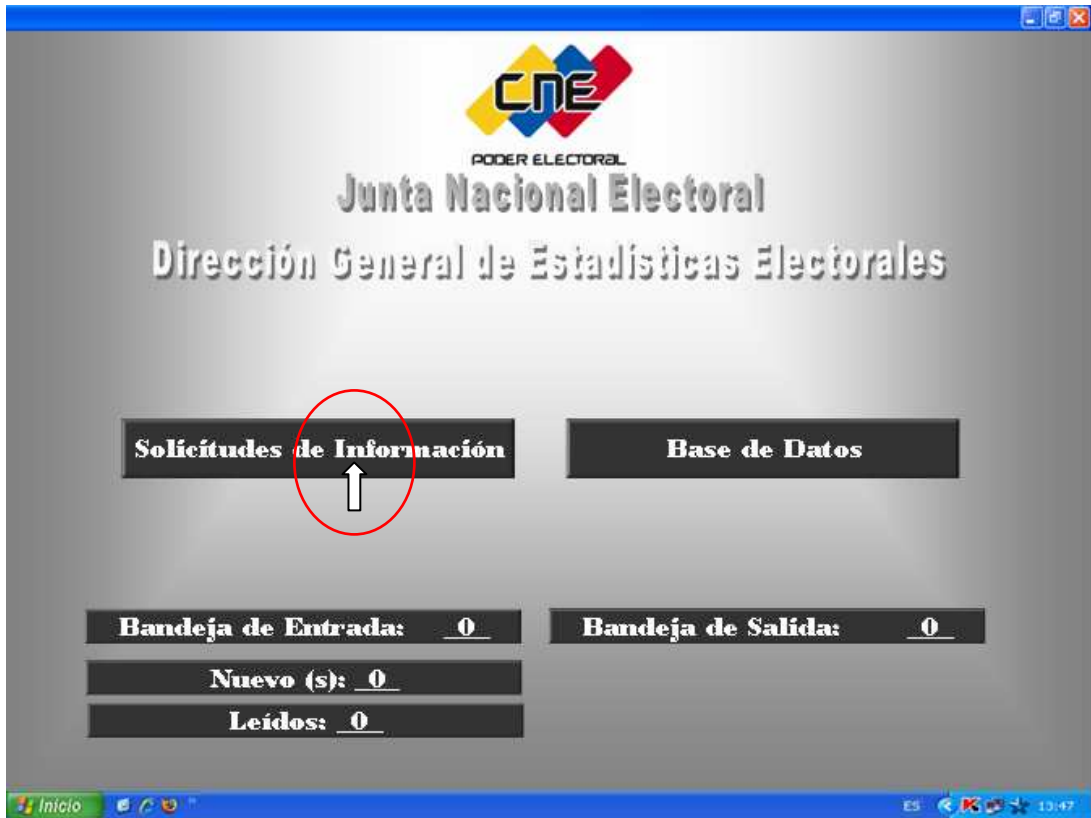 CNE
PODER ELECTORAL
Junta Nacional Electoral
Dirección General de Estadísticas Electorales
Solicitudes de Información
Base de Datos
Bandeja de Entrada: 0
Bandeja de Salida: 0
Nuevo (s): 0
Leídos: 0
Inicio
ES
13:47